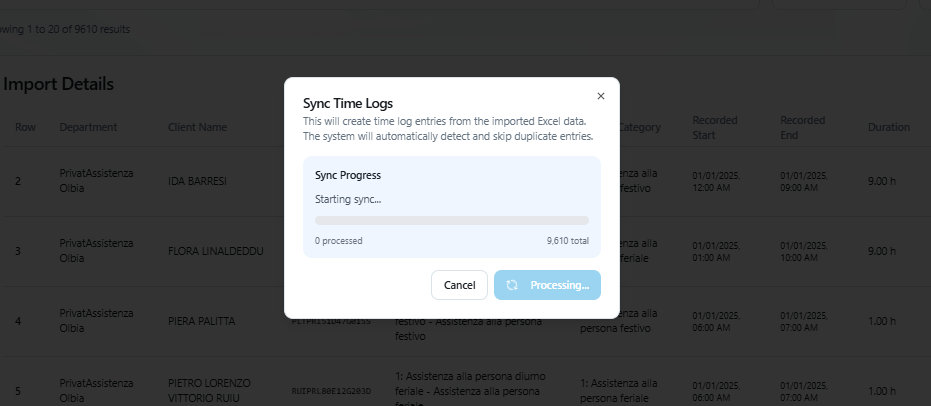 wing 1 to 20 of 9610 results
Import Details
Row
Department
Client Name
Category
Recorded
Start
Recorded
End
Duration
Sync Time Logs
This will create time log entries from the imported Excel data.
The system will automatically detect and skip duplicate entries.
Sync Progress
Starting sync...
0 processed
9,610 total
Cancel
Processing...
2
PrivatAssistenza
Olbia
IDA BARRESI
enza alla
festivo
01/01/2025,
12:00 AM
01/01/2025,
09:00 AM
9.00 h
3
PrivatAssistenza
Olbia
FLORA LINALDEDDU
enza alla
feriale
01/01/2025,
01:00 AM
01/01/2025,
10:00 AM
9.00 h
4
PrivatAssistenza
Olbia
PIERA PALITTA
festivo - Assistenza alla persona
festivo
enza alla
persona festivo
01/01/2025,
06:00 AM
01/01/2025,
07:00 AM
1.00 h
5
PrivatAssistenza
Olbia
PIETRO LORENZO
VITTORIO RUIU
RUIPRL80E12G203D
1: Assistenza alla persona diurno
feriale - Assistenza alla persona
feriale
1: Assistenza alla
persona feriale
01/01/2025,
06:00 AM
01/01/2025,
07:00 AM
1.00 h